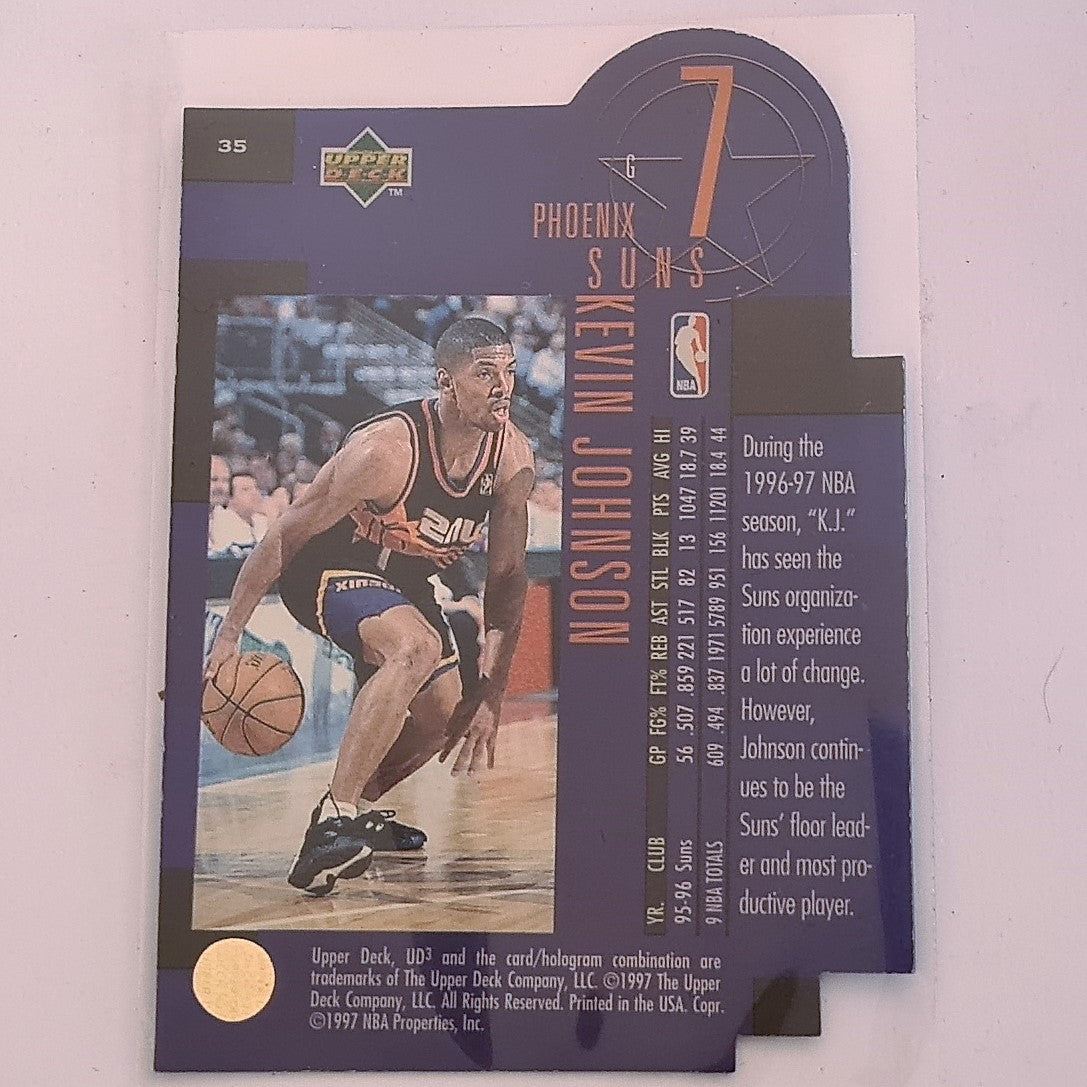 35
UPPER
DECK
™
7
G
PHOENIX
SUNS
KEVIN JOHNSON
NBA
YR. CLUB GP FG% FT% REB AST STL BLK PTS AVG HI
95-96 Suns 56 .507 .859 221 517 82 13 1047 18.7 39
9 NBA TOTALS 609 .494 .837 1971 5789 951 156 11201 18.4 44
During the
1996-97 NBA
season, “K.J.”
has seen the
Suns organiza-
tion experience
a lot of change.
However,
Johnson contin-
ues to be the
Suns’ floor lead-
er and most pro-
ductive player.
SUNS
PHOENIX
Upper Deck, UD³ and the card/hologram combination are
trademarks of The Upper Deck Company, LLC. ©1997 The Upper
Deck Company, LLC. All Rights Reserved. Printed in the USA. Copr.
©1997 NBA Properties, Inc.